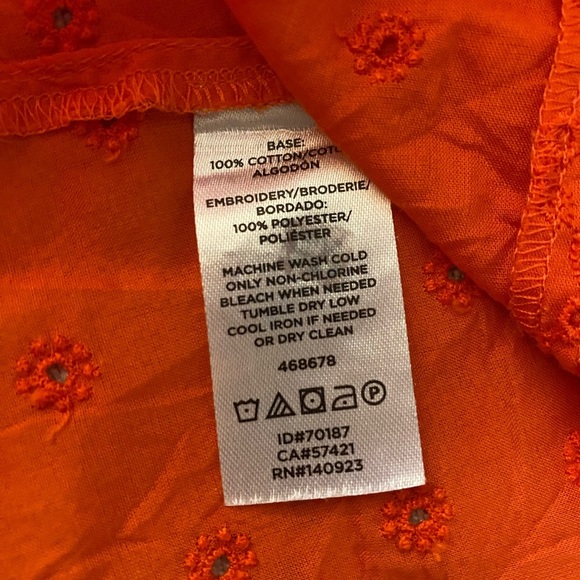 BASE:
100% COTTON/
ALGODÓN
EMBROIDERY/BRODERIE/
BORDADO:
100% POLYESTER/
POLIÉSTER
MACHINE WASH COLD
ONLY NON-CHLORINE
BLEACH WHEN NEEDED
TUMBLE DRY LOW
COOL IRON IF NEEDED
OR DRY CLEAN
468678
P
ID#70187
CA#57421
RN#140923